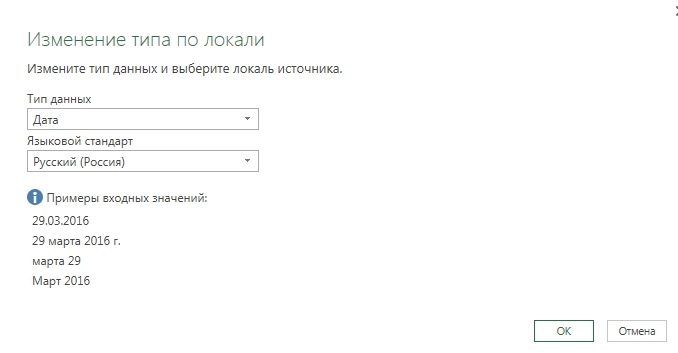 Изменение типа по локали
Измените тип данных и выберите локаль источника.
Тип данных
Дата
Языковой стандарт
Русский (Россия)
Примеры входных значений:
29.03.2016
29 марта 2016 г.
марта 29
Март 2016
ОК
Отмена